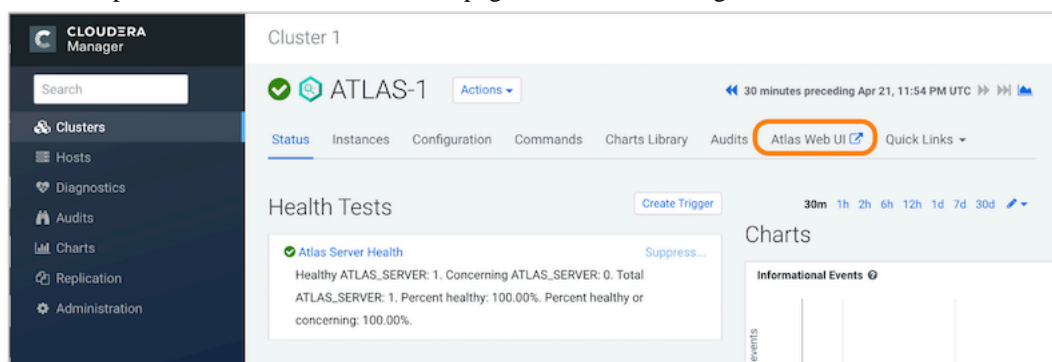 CLOUDERA
Manager
Cluster 1
Search
ATLAS-1
Actions
30 minutes preceding Apr 21, 11:54 PM UTC
Clusters
Status Instances Configuration Commands Charts Library Audits Atlas Web UI Quick Links
Hosts
Diagnostics
Health Tests
Create Trigger
30m 1h 2h 6h 12h 1d 7d 30d
Audits
Charts
Charts
Atlas Server Health
Suppress...
Replication
Healthy ATLAS_SERVER: 1. Concerning ATLAS_SERVER: 0. Total
ATLAS_SERVER: 1. Percent healthy: 100.00%. Percent healthy or
concerning: 100.00%.
Informational Events
Administration
events